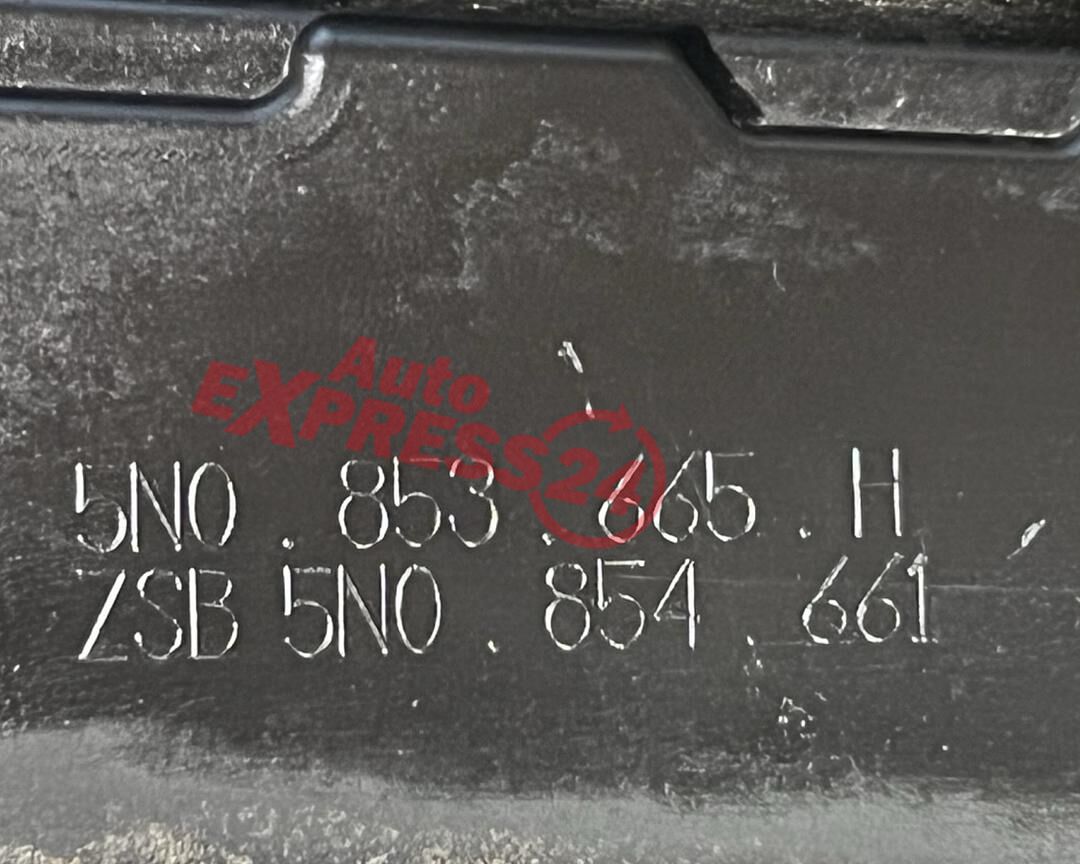 Auto
EXPRESS24
5N0 . 853 . 665 . H
ZSB 5N0 . 854 . 661